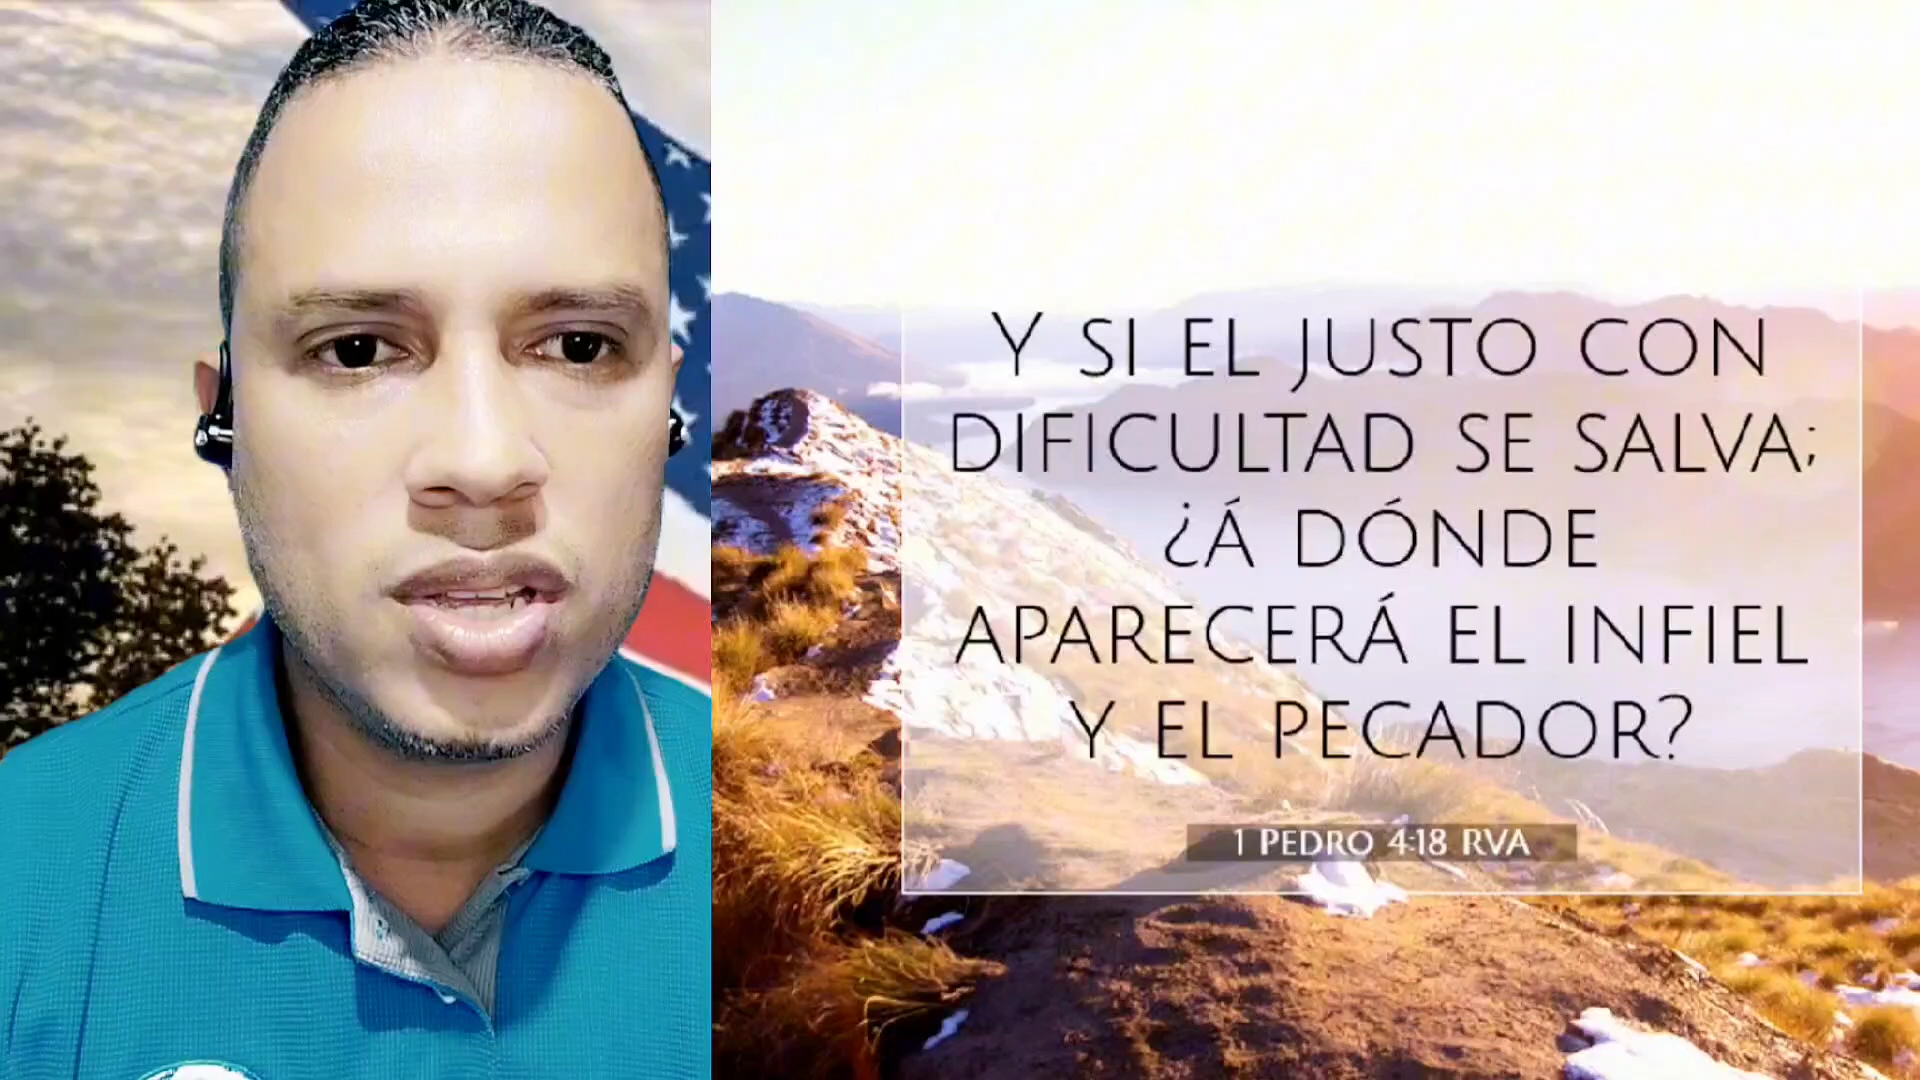 Y SI EL JUSTO CON
DIFICULTAD SE SALVA;
¿Á DÓNDE
APARECERÁ EL INFIEL
Y EL PECADOR?
1 PEDRO 4:18 RVA